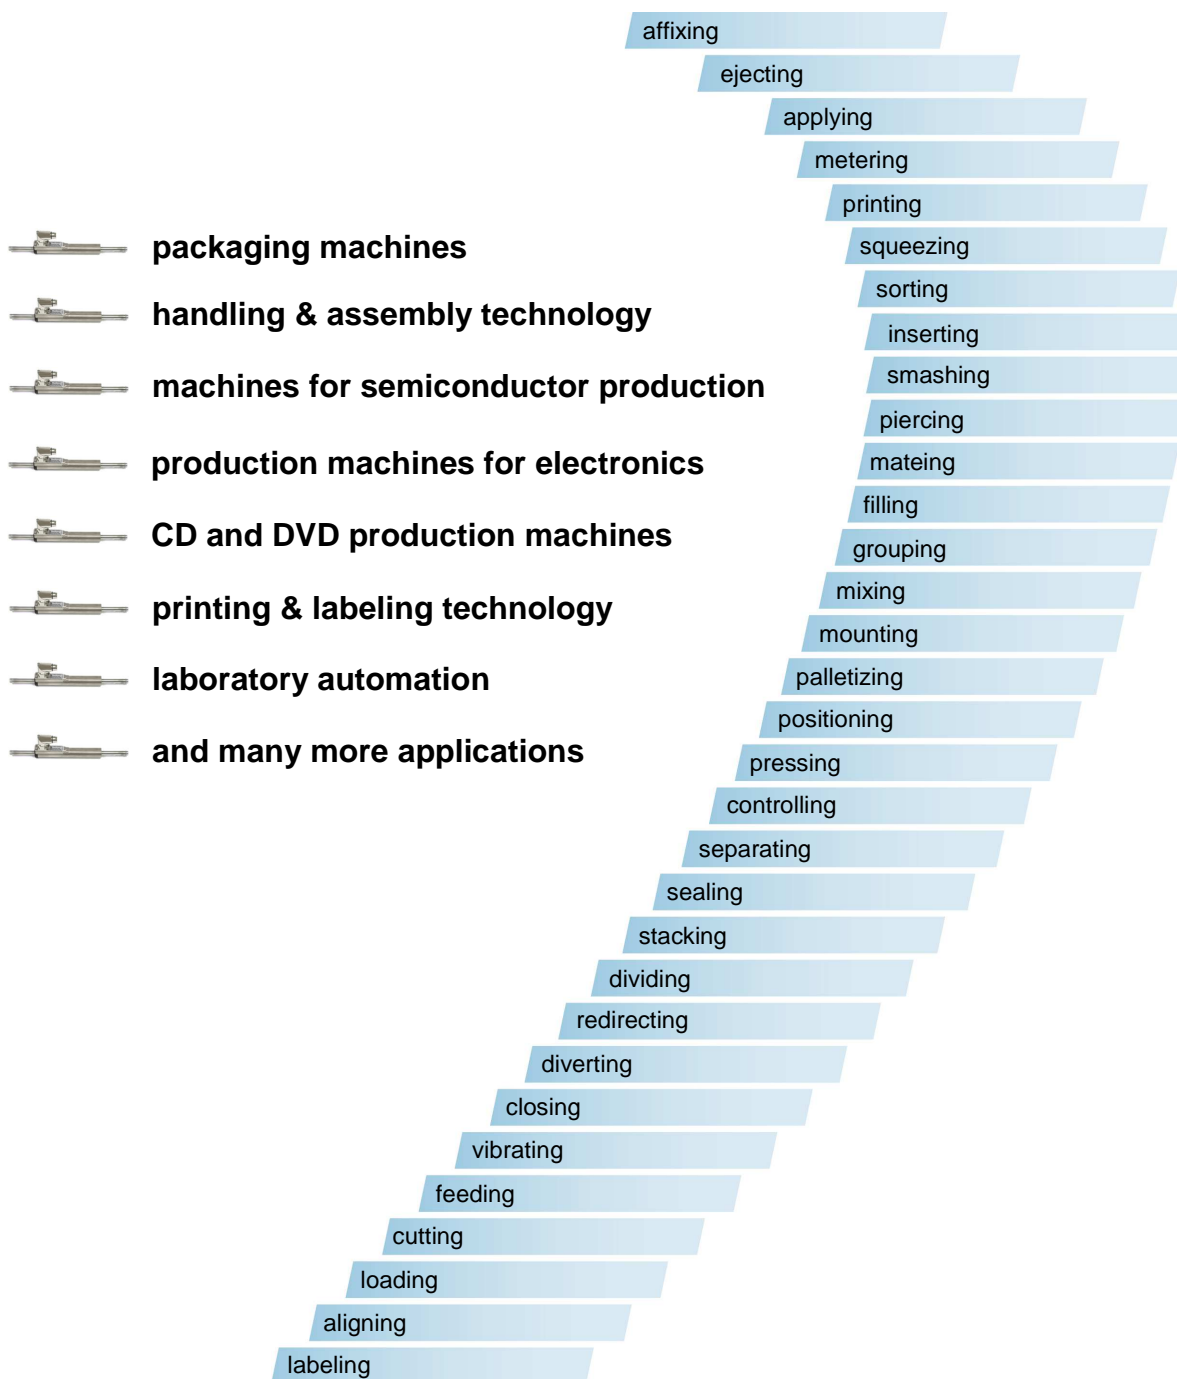 affixing
ejecting
applying
metering
printing
squeezing
sorting
inserting
smashing
piercing
mateing
filling
grouping
mixing
mounting
palletizing
positioning
pressing
controlling
separating
sealing
stacking
dividing
redirecting
diverting
closing
vibrating
feeding
cutting
loading
aligning
labeling
packaging machines
handling & assembly technology
machines for semiconductor production
production machines for electronics
CD and DVD production machines
printing & labeling technology
laboratory automation
and many more applications